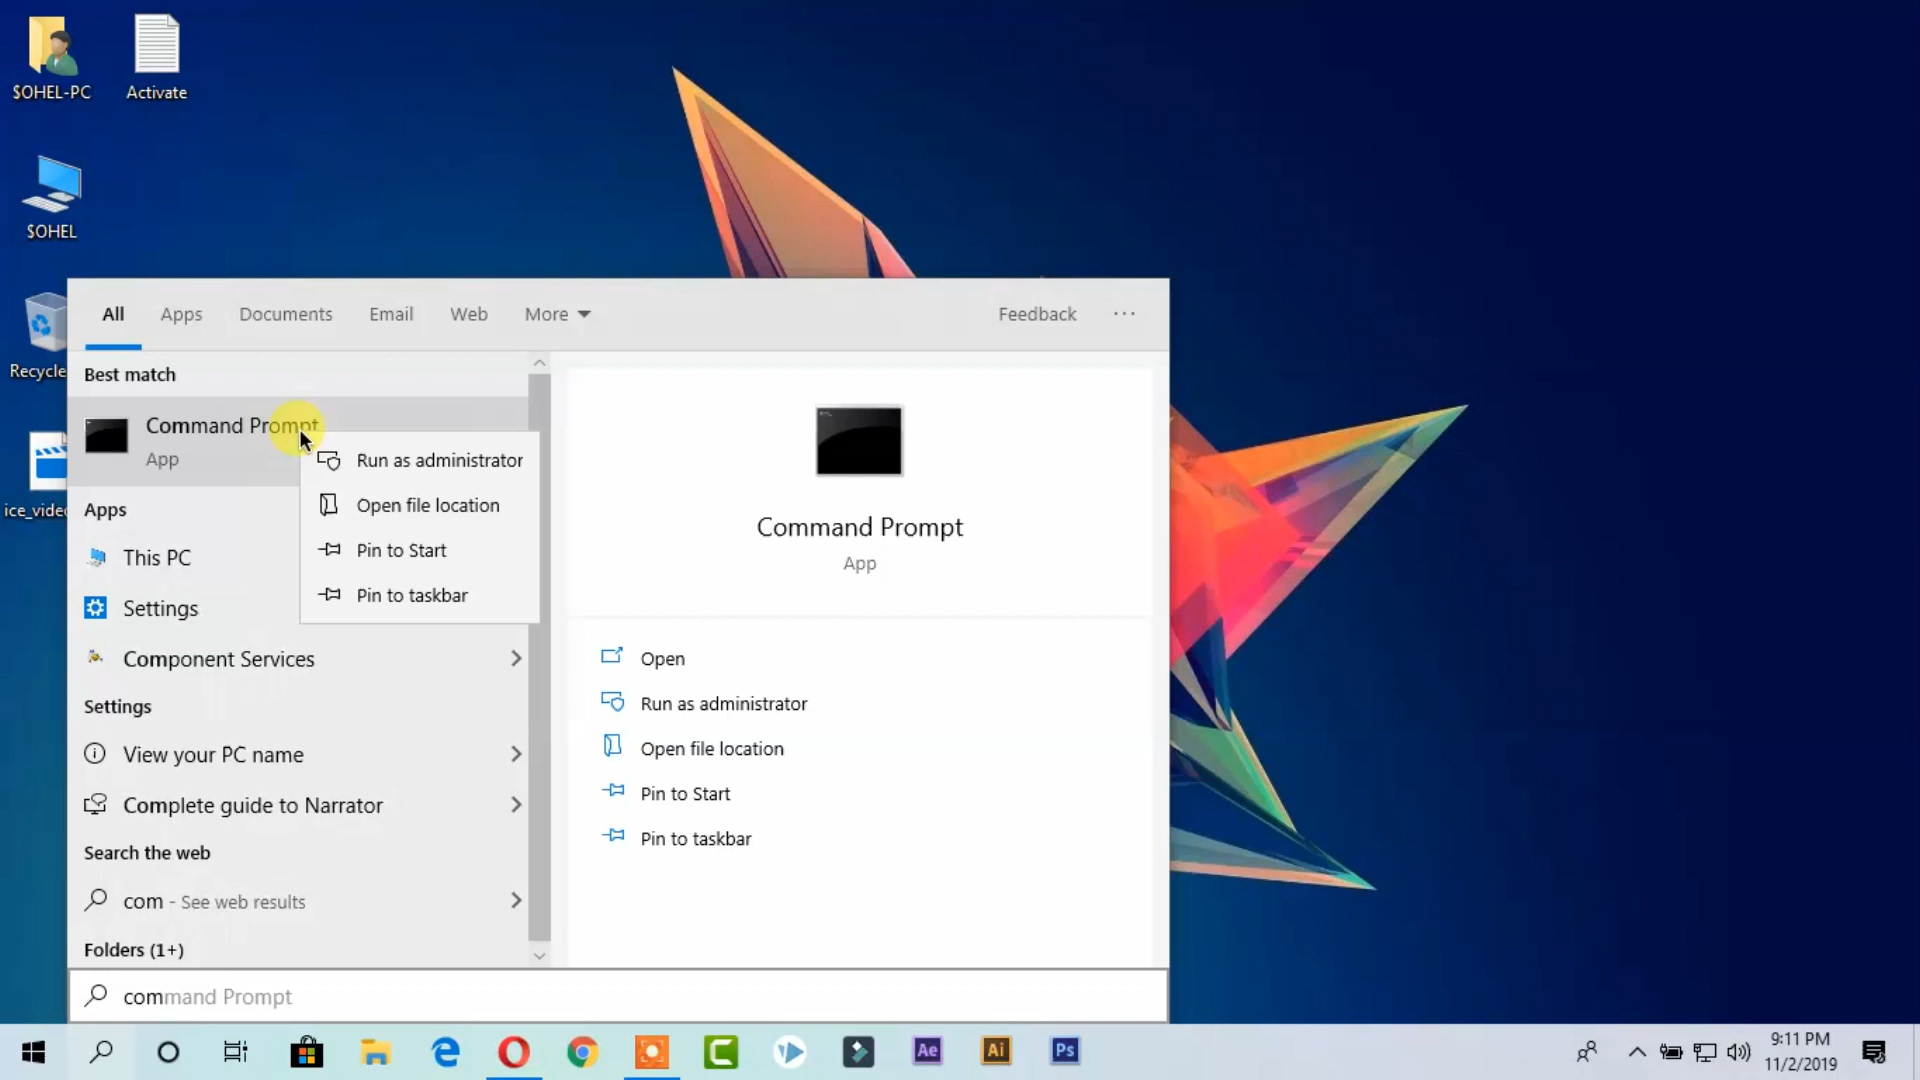 $OHEL-PC
Activate
$OHEL
Recycle
ice_video
All
Apps
Documents
Email
Web
More
Feedback
Best match
Command Prompt
App
Run as administrator
Open file location
Pin to Start
Pin to taskbar
Apps
This PC
Settings
Component Services
Settings
View your PC name
Complete guide to Narrator
Search the web
com - See web results
Folders (1+)
command Prompt
Command Prompt
App
Open
Run as administrator
Open file location
Pin to Start
Pin to taskbar
Ae
Ai
Ps
9:11 PM
11/2/2019